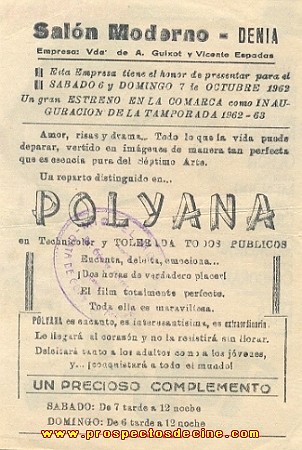 Salón Moderno - DENIA
Empresa: Vdª de A. Guixot y Vicente Espades
Esta Empresa tiene el honor de presentar para el
SABADO 6 y DOMINGO 7 de OCTUBRE 1962
Un gran ESTRENO EN LA COMARCA como INAU-
GURACION DE LA TAMPORADA 1962-63
Amor, risas y drama... Todo lo que la vida puede
deparar, vertido en imágenes de manera tan perfecta
que es esencia pura del Séptimo Arte.
Un reparto distinguido en...
POLYANA
en Technicolor y TOLERADA TODOS PUBLICOS
Encanta, deleita, emociona...
¡Dos horas de verdadero placer!
El film totalmente perfecto.
Toda ella es maravillosa.
POLYANA es encanto, es interesantísima, es extraordinario.
Le llegará al corazón y no la resistirá sin llorar.
Deleitará tanto a los adultos como a los jóvenes,
y... ¡conquistará a todo el mundo!
UN PRECIOSO COMPLEMENTO
SABADO: De 7 tarde a 12 noche
DOMINGO: De 6 tarde a 12 noche
www.prospectosdecine.com